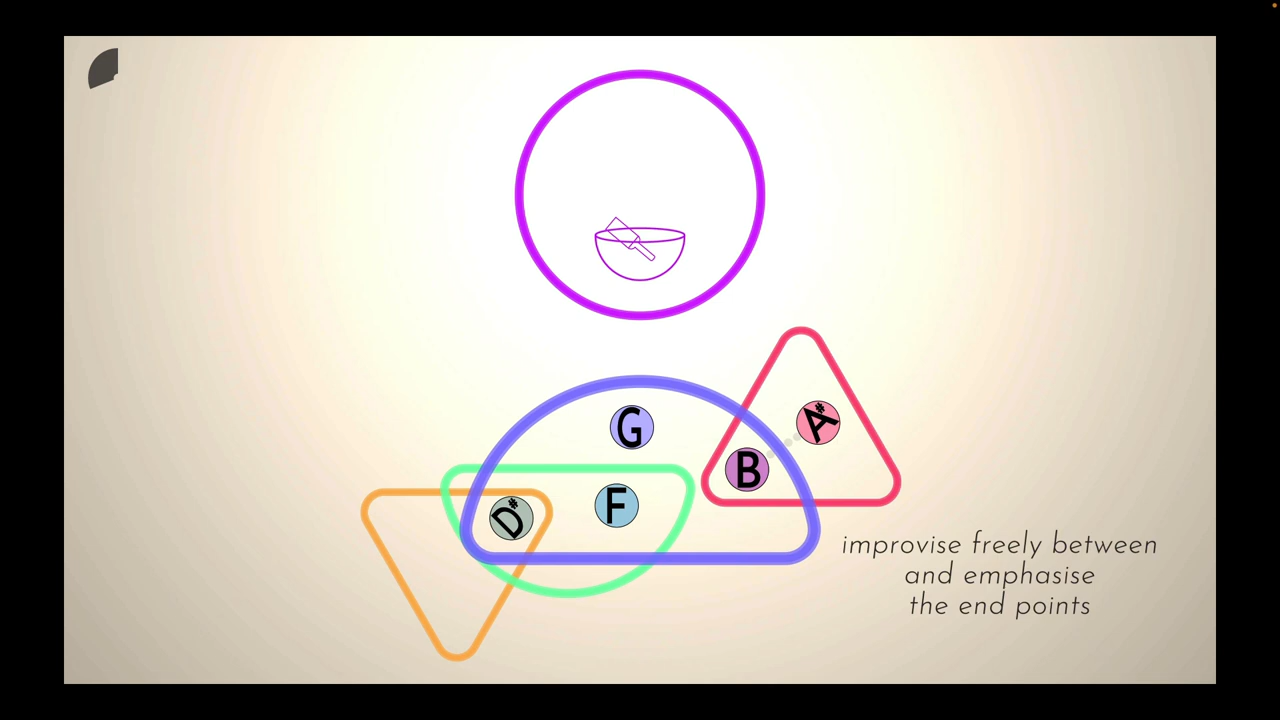 G
A#
B
F
D#
improvise freely between
and emphasise
the end points